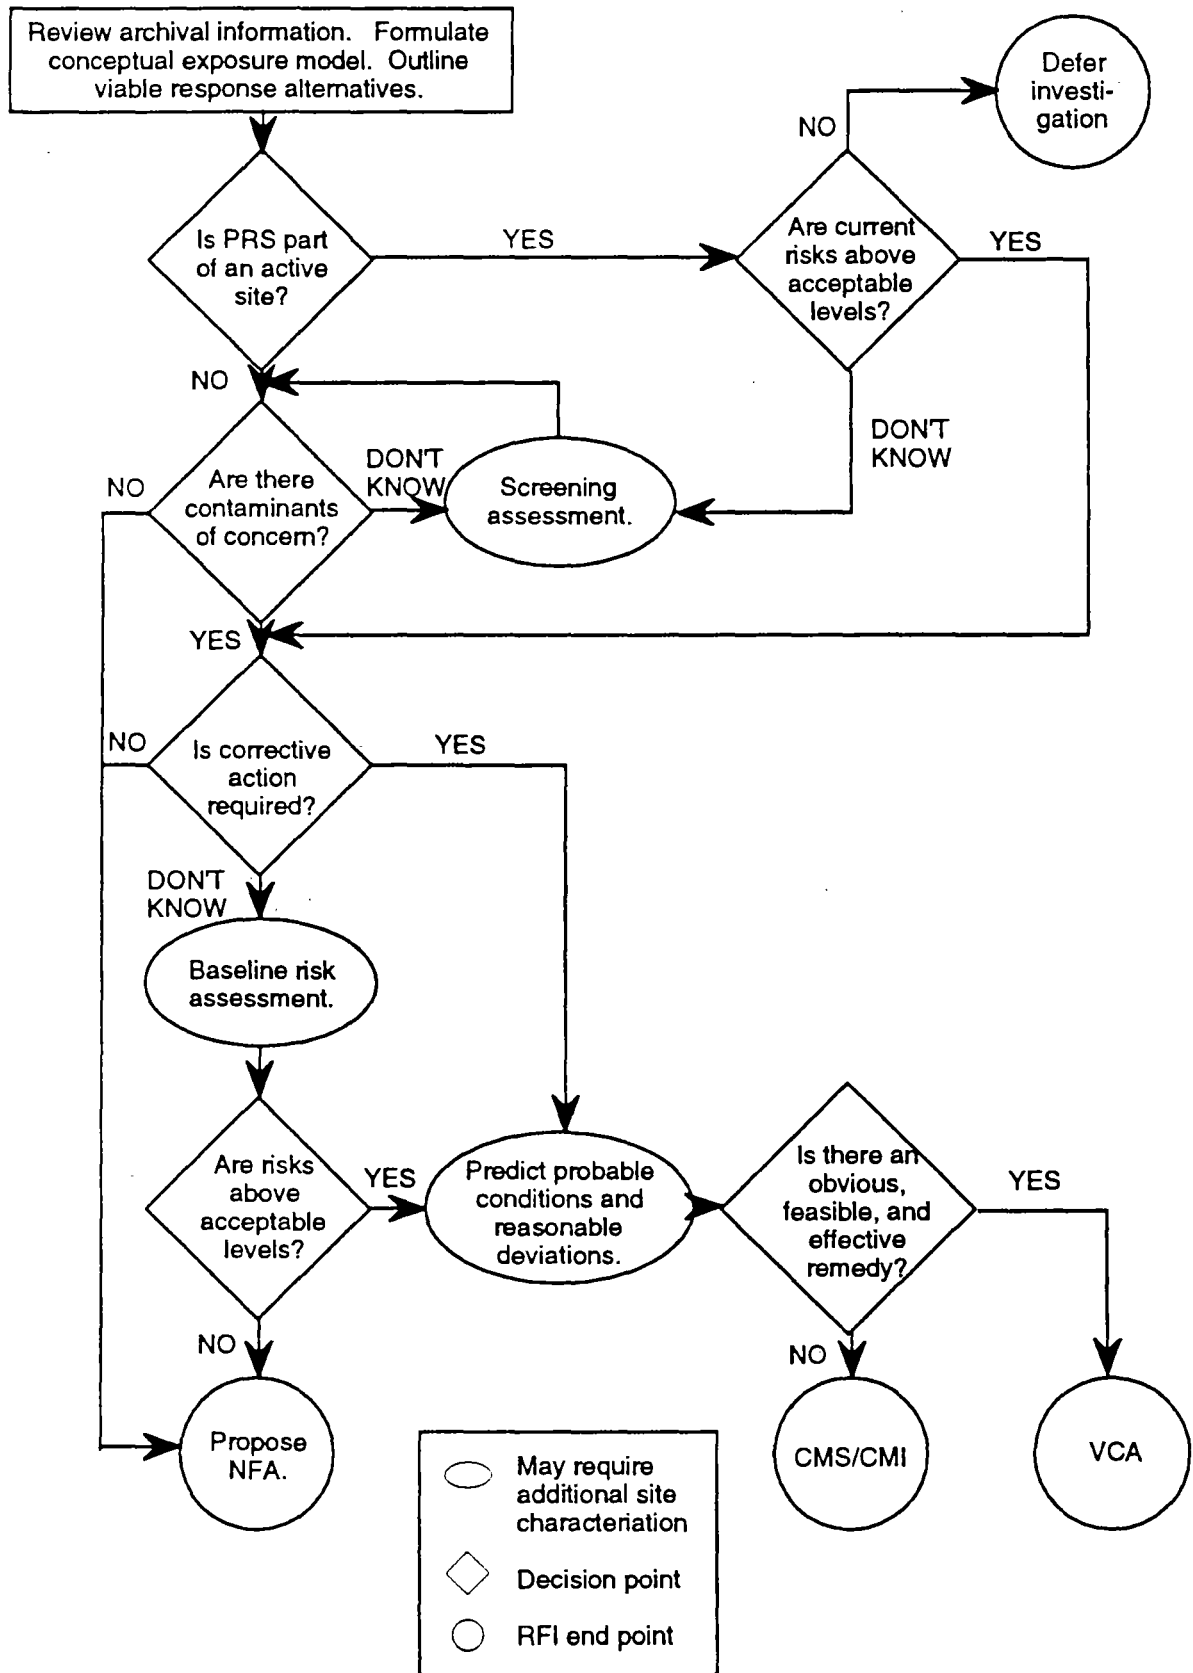 Review archival information. Formulate
conceptual exposure model. Outline
viable response alternatives.
Defer
investi-
gation
NO
Is PRS part
of an active
site?
YES
Are current
risks above
acceptable
levels?
YES
NO
DON'T
KNOW
Are there
contaminants
of concern?
NO
DON'T
KNOW
Screening
assessment.
YES
Is corrective
action
required?
NO
YES
DON'T
KNOW
Baseline risk
assessment.
Are risks
above
acceptable
levels?
YES
Predict probable
conditions and
reasonable
deviations.
Is there an
obvious,
feasible, and
effective
remedy?
YES
NO
NO
Propose
NFA.
CMS/CMI
VCA
May require
additional site
characteriation
Decision point
RFI end point